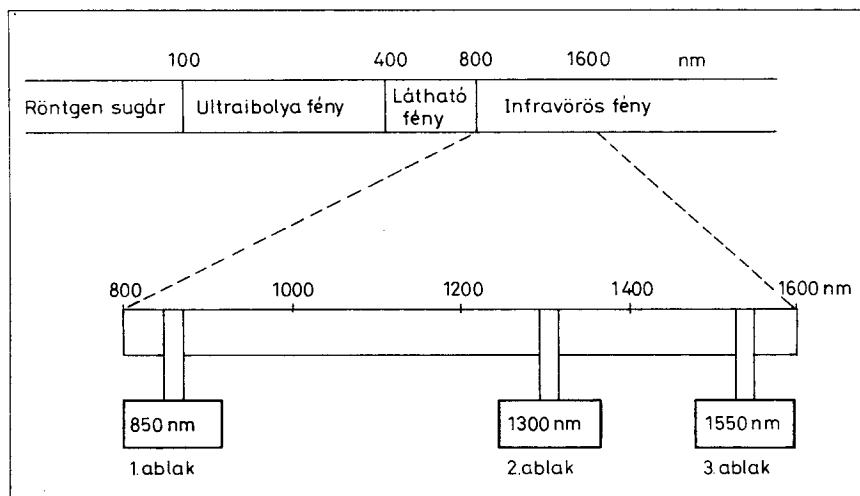 100 400 800 1600 nm
Röntgen sugár Ultraibolya fény Látható fény Infravörös fény
800 1000 1200 1400 1600 nm
850 nm 1300 nm 1550 nm
1. ablak 2. ablak 3. ablak